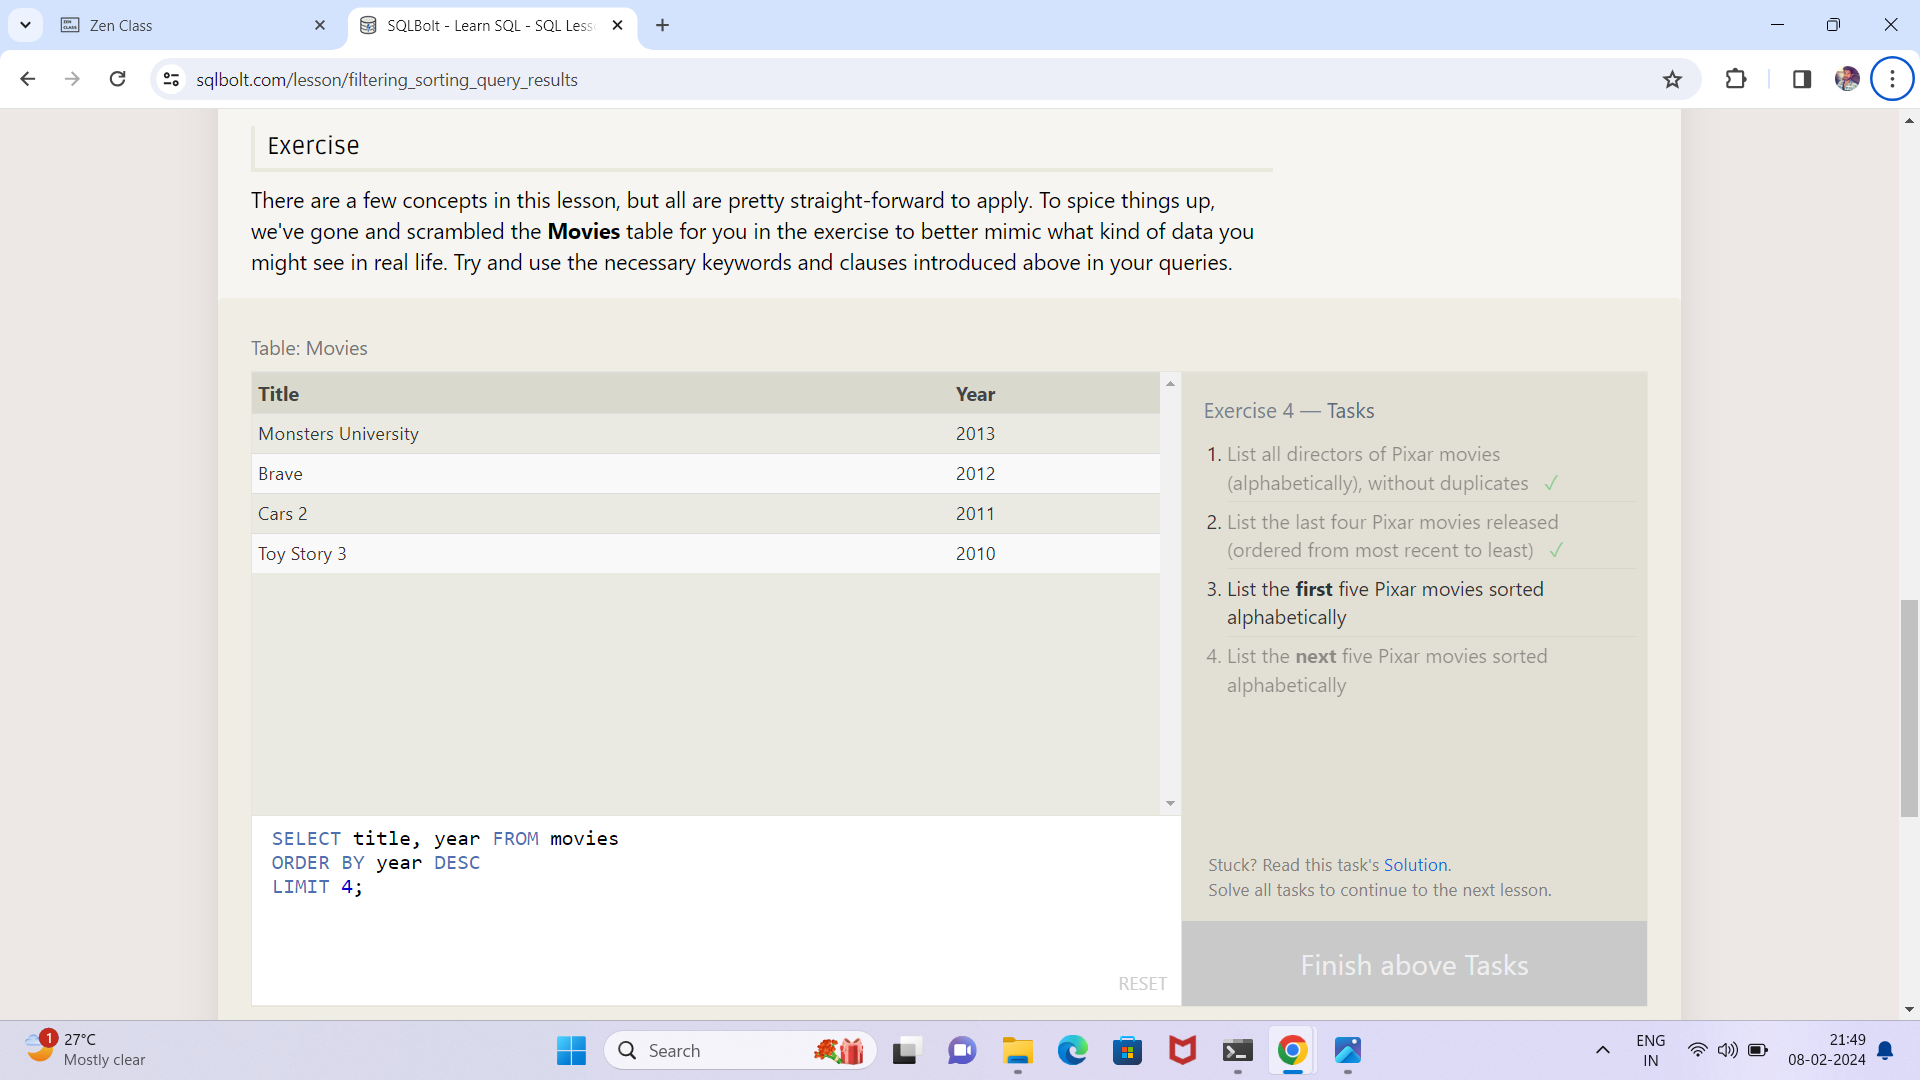 Zen Class
SQLBolt - Learn SQL - SQL Less
sqlbolt.com/lesson/filtering_sorting_query_results
Exercise
There are a few concepts in this lesson, but all are pretty straight-forward to apply. To spice things up,
we've gone and scrambled the Movies table for you in the exercise to better mimic what kind of data you
might see in real life. Try and use the necessary keywords and clauses introduced above in your queries.
Table: Movies
Title Year
Monsters University 2013
Brave 2012
Cars 2 2011
Toy Story 3 2010
SELECT title, year FROM movies
ORDER BY year DESC
LIMIT 4;
RESET
Exercise 4 — Tasks
1. List all directors of Pixar movies
(alphabetically), without duplicates ✓
2. List the last four Pixar movies released
(ordered from most recent to least) ✓
3. List the first five Pixar movies sorted
alphabetically
4. List the next five Pixar movies sorted
alphabetically
Stuck? Read this task's Solution.
Solve all tasks to continue to the next lesson.
Finish above Tasks
1
27°C
Mostly clear
Search
ENG
IN
21:49
08-02-2024